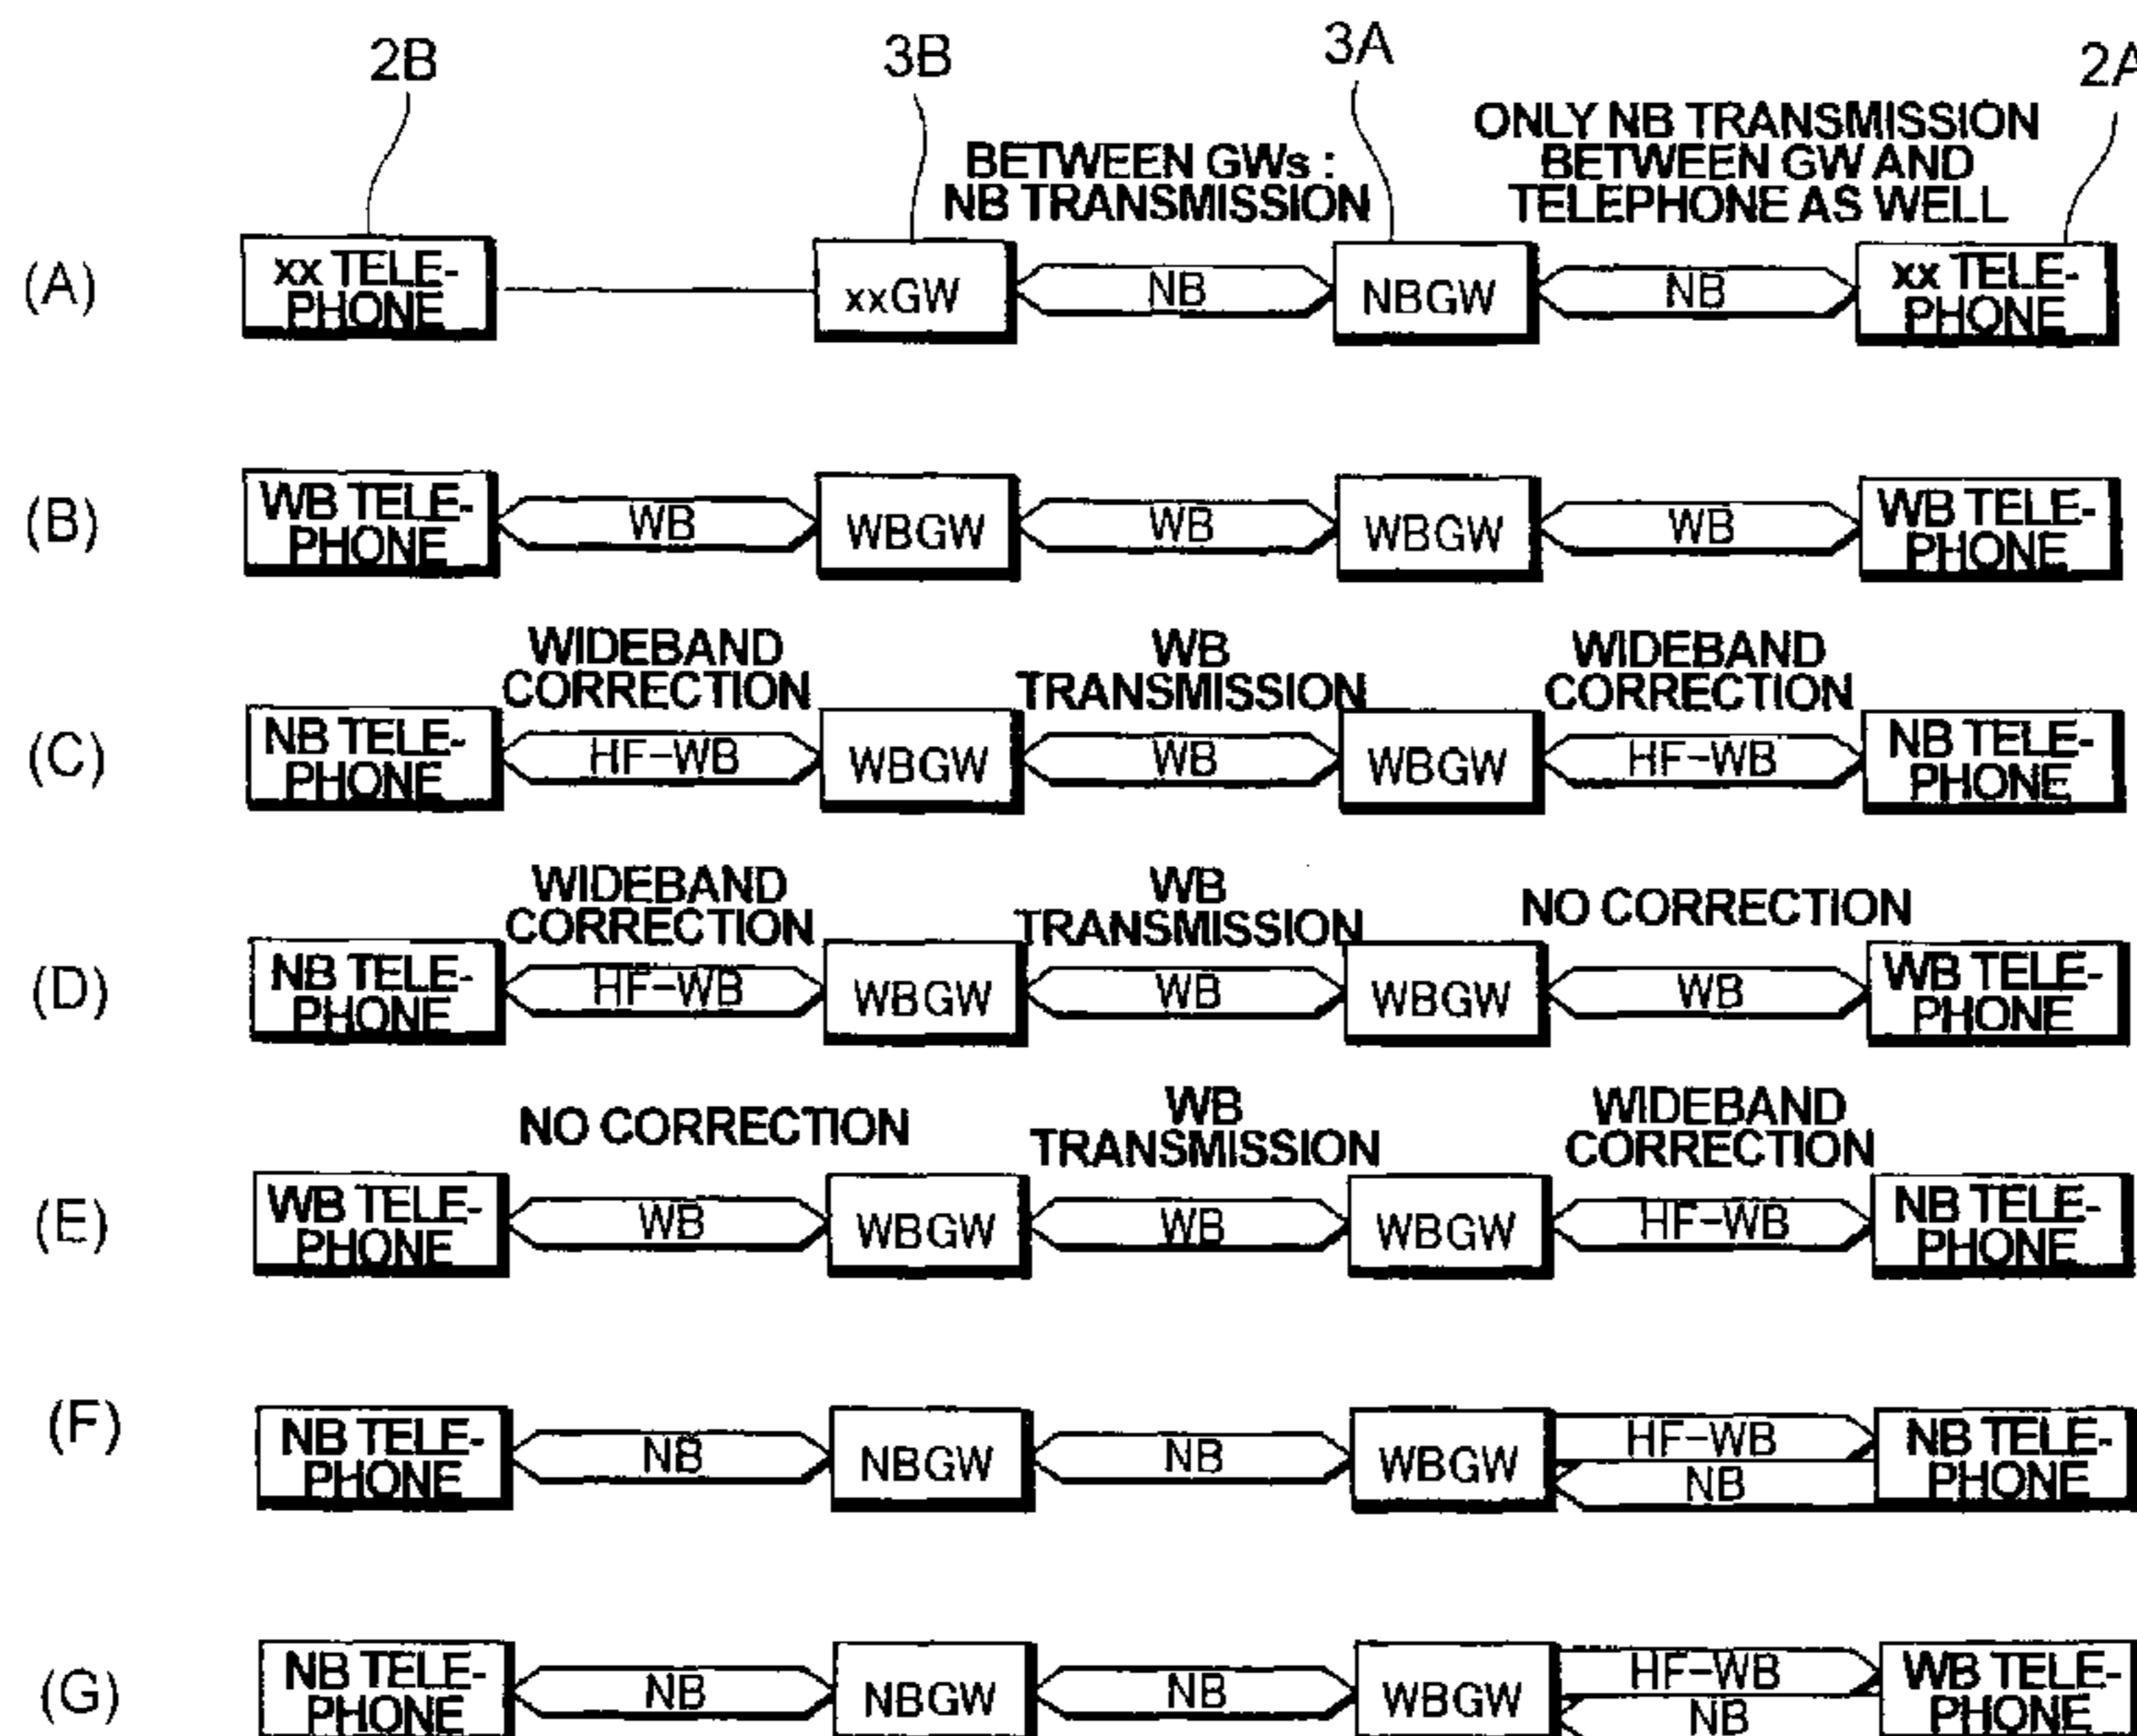 2B
3B
3A
2A
BETWEEN GWs :
NB TRANSMISSION
ONLY NB TRANSMISSION
BETWEEN GW AND
TELEPHONE AS WELL
(A)
xx TELE-
PHONE
xxGW
NB
NBGW
NB
xx TELE-
PHONE
(B)
WB TELE-
PHONE
WB
WBGW
WB
WBGW
WB
WB TELE-
PHONE
WIDEBAND
CORRECTION
WB
TRANSMISSION
WIDEBAND
CORRECTION
(C)
NB TELE-
PHONE
HF-WB
WBGW
WB
WBGW
HF-WB
NB TELE-
PHONE
WIDEBAND
CORRECTION
WB
TRANSMISSION
NO CORRECTION
(D)
NB TELE-
PHONE
HF-WB
WBGW
WB
WBGW
WB
WB TELE-
PHONE
NO CORRECTION
WB
TRANSMISSION
WIDEBAND
CORRECTION
(E)
WB TELE-
PHONE
WB
WBGW
WB
WBGW
HF-WB
NB TELE-
PHONE
(F)
NB TELE-
PHONE
NB
NBGW
NB
WBGW
HF-WB
NB
NB TELE-
PHONE
(G)
NB TELE-
PHONE
NB
NBGW
NB
WBGW
HF-WB
NB
WB TELE-
PHONE